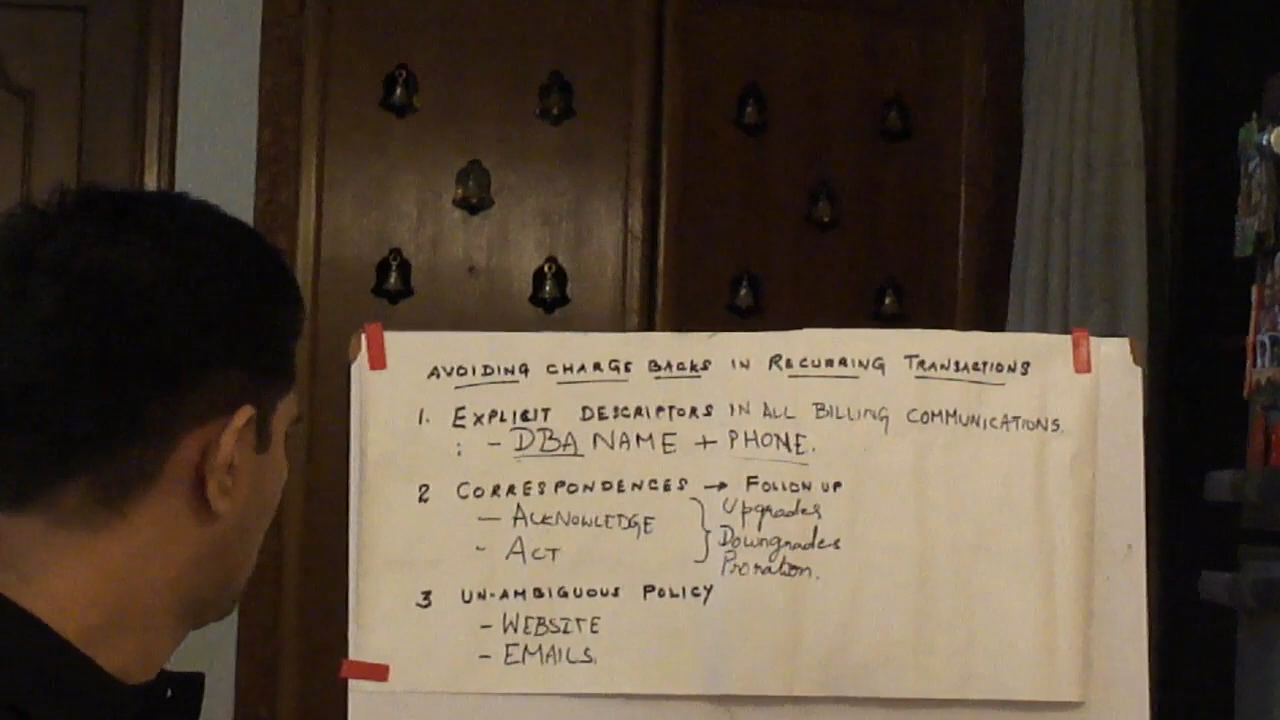 AVOIDING CHARGE BACKS IN RECURRING TRANSACTIONS
1. EXPLICIT DESCRIPTORS IN ALL BILLING COMMUNICATIONS.
: - DBA NAME + PHONE.
2 CORRESPONDENCES → FOLLOW UP
- ACKNOWLEDGE } Upgrades
- ACT Downgrades
Proration.
3 UN-AMBIGUOUS POLICY
- WEBSITE
- EMAILS.